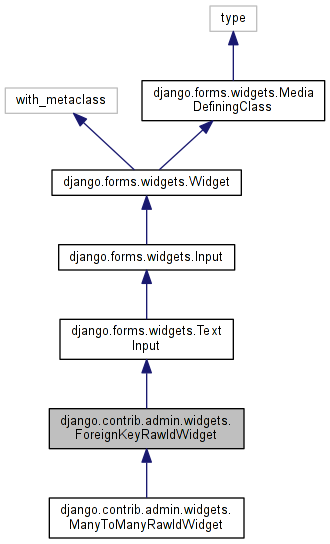 type
with_metaclass
django.forms.widgets.Media
DefiningClass
django.forms.widgets.Widget
django.forms.widgets.Input
django.forms.widgets.Text
Input
django.contrib.admin.widgets.
ForeignKeyRawIdWidget
django.contrib.admin.widgets.
ManyToManyRawIdWidget